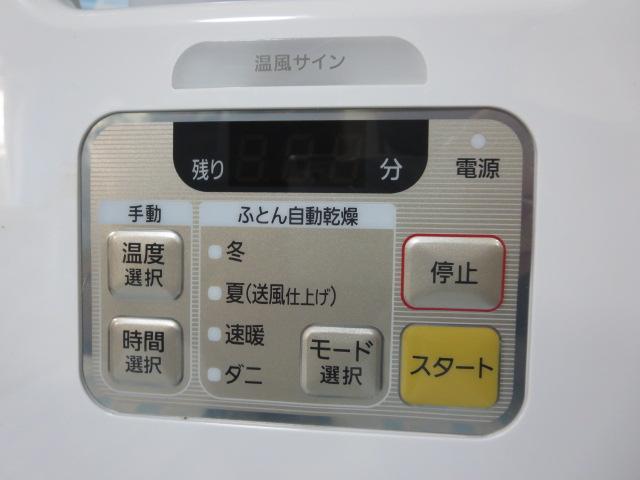 温風サイン
残り 分
電源
手動
温度
選択
時間
選択
ふとん自動乾燥
冬
夏(送風仕上げ)
速暖
ダニ
モード
選択
停止
スタート